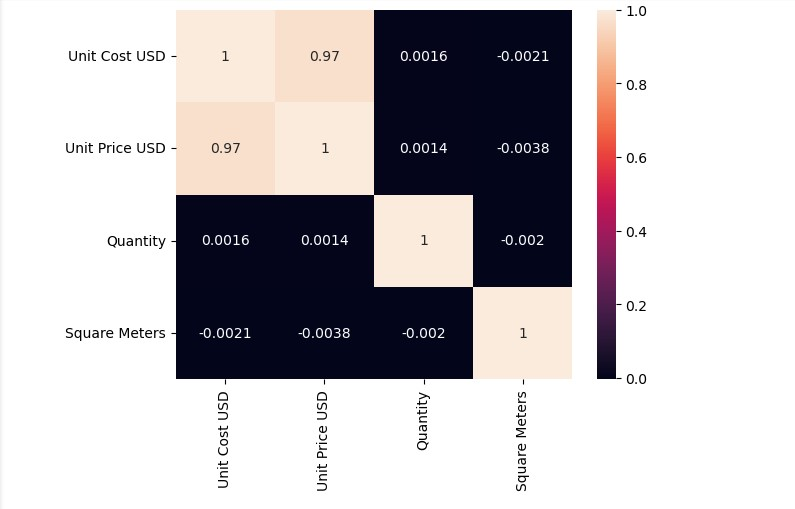 1.0
Unit Cost USD 1 0.97 0.0016 -0.0021
0.8
Unit Price USD 0.97 1 0.0014 -0.0038
0.6
0.4
Quantity 0.0016 0.0014 1 -0.002
0.2
Square Meters -0.0021 -0.0038 -0.002 1
0.0
Unit Cost USD
Unit Price USD
Quantity
Square Meters